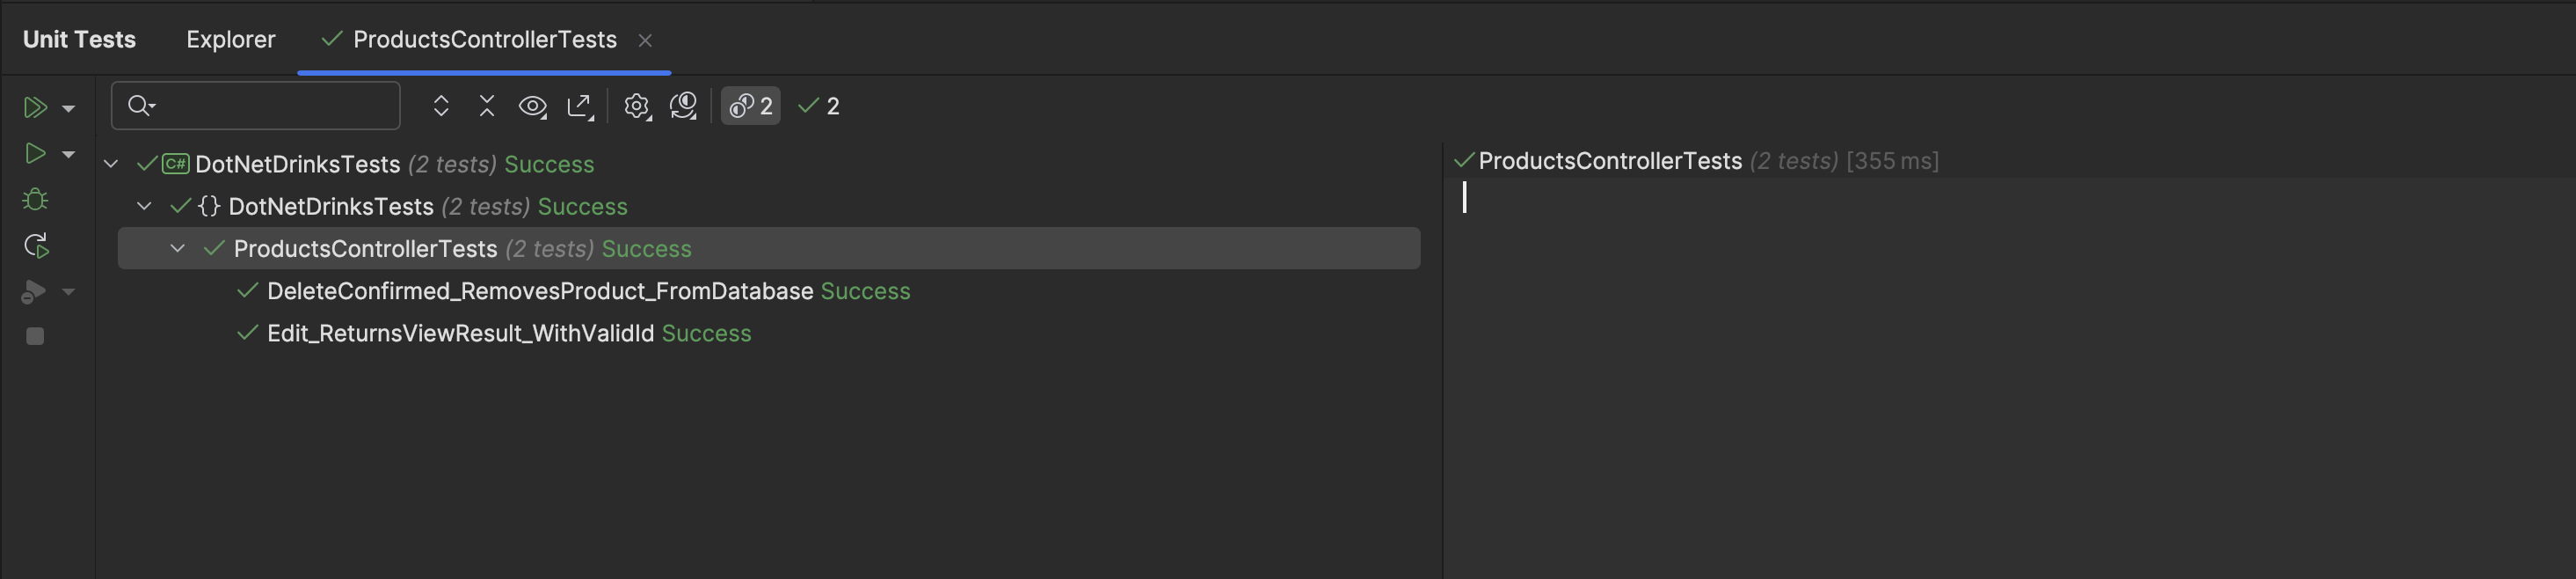 Unit Tests Explorer ProductsControllerTests
2 2
C# DotNetDrinksTests (2 tests) Success
{} DotNetDrinksTests (2 tests) Success
ProductsControllerTests (2 tests) Success
DeleteConfirmed_RemovesProduct_FromDatabase Success
Edit_ReturnsViewResult_WithValidId Success
ProductsControllerTests (2 tests) [355 ms]